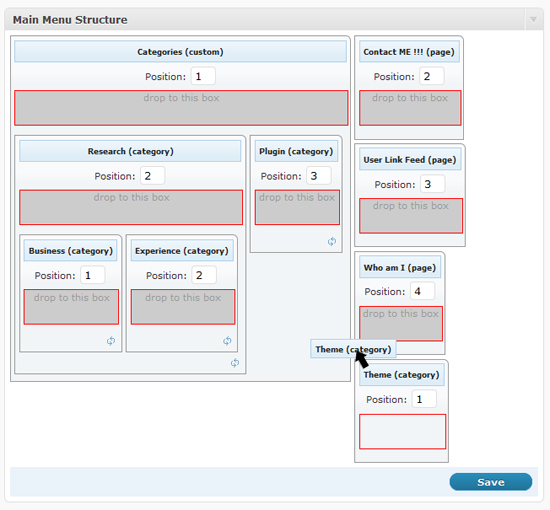 Main Menu Structure
Categories (custom)
Position: 1
drop to this box
Research (category)
Position: 2
drop to this box
Business (category)
Position: 1
drop to this box
Experience (category)
Position: 2
drop to this box
Plugin (category)
Position: 3
drop to this box
Contact ME !!! (page)
Position: 2
drop to this box
User Link Feed (page)
Position: 3
drop to this box
Who am I (page)
Position: 4
drop to this box
Theme (category)
Theme (category)
Position: 1
Save